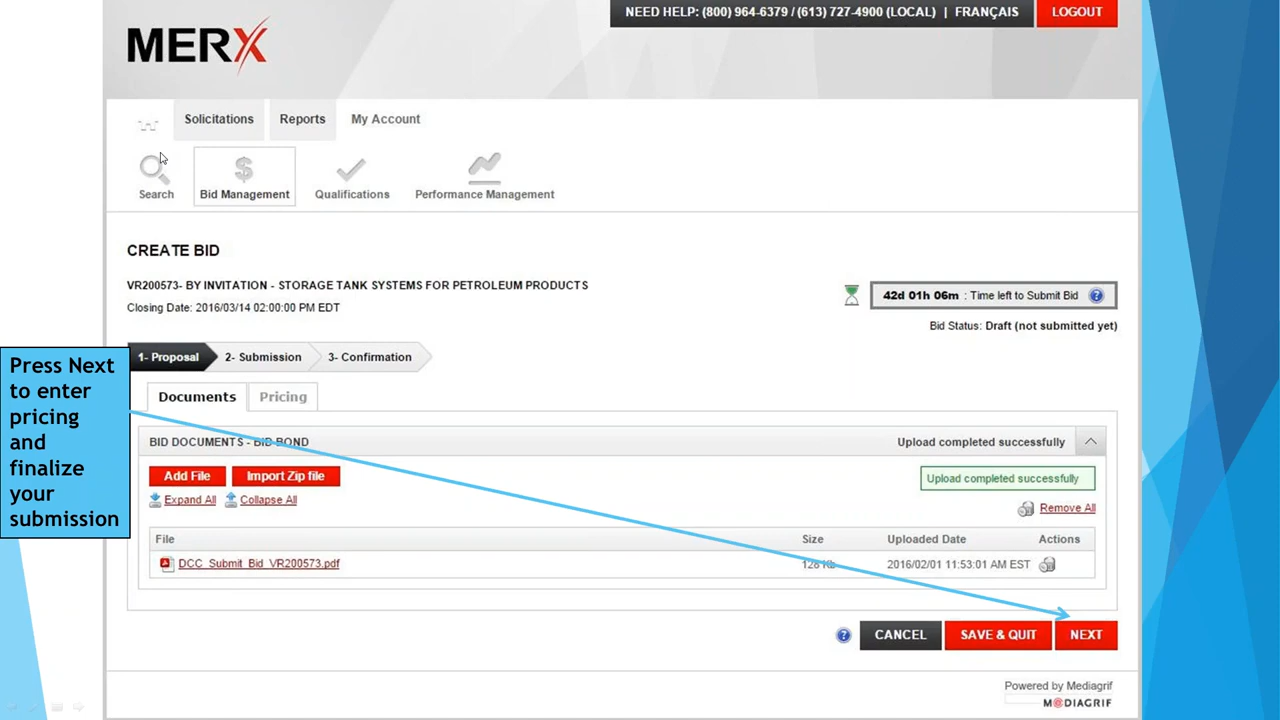 NEED HELP: (800) 964-6379 / (613) 727-4900 (LOCAL) | FRANÇAIS
LOGOUT
MERX
Solicitations
Reports
My Account
Search
Bid Management
Qualifications
Performance Management
CREATE BID
VR200573- BY INVITATION - STORAGE TANK SYSTEMS FOR PETROLEUM PRODUCTS
Closing Date: 2016/03/14 02:00:00 PM EDT
42d 01h 06m : Time left to Submit Bid
Bid Status: Draft (not submitted yet)
1- Proposal
2- Submission
3- Confirmation
Press Next
to enter
pricing
and
finalize
your
submission
Documents
Pricing
BID DOCUMENTS - BID BOND
Upload completed successfully
Add File
Import Zip file
Upload completed successfully
Expand All
Collapse All
Remove All
File Size Uploaded Date Actions
DCC_Submit_Bid_VR200573.pdf 128 Kb 2016/02/01 11:53:01 AM EST
CANCEL
SAVE & QUIT
NEXT
Powered by Mediagrif
MEDIAGRIF